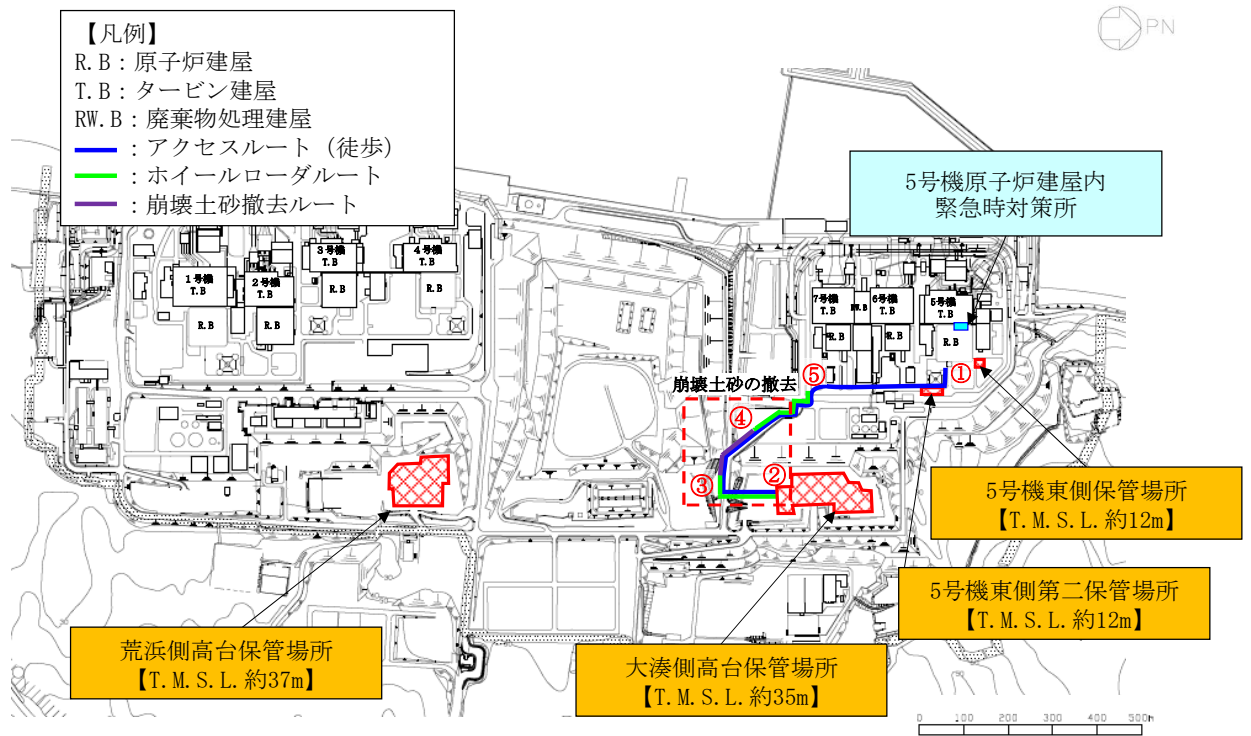 【凡例】
R.B：原子炉建屋
T.B：タービン建屋
RW.B：廃棄物処理建屋
：アクセスルート（徒歩）
：ホイールローダルート
：崩壊土砂撤去ルート
PN
5号機原子炉建屋内
緊急時対策所
1号機
T.B
R.B
2号機
T.B
R.B
3号機
T.B
R.B
4号機
T.B
R.B
7号機
T.B
R.B
RW.B
6号機
T.B
R.B
5号機
T.B
R.B
崩壊土砂の撤去
⑤
①
④
③
②
5号機東側保管場所
【T.M.S.L.約12m】
5号機東側第二保管場所
【T.M.S.L.約12m】
荒浜側高台保管場所
【T.M.S.L.約37m】
大湊側高台保管場所
【T.M.S.L.約35m】
0 100 200 300 400 500m